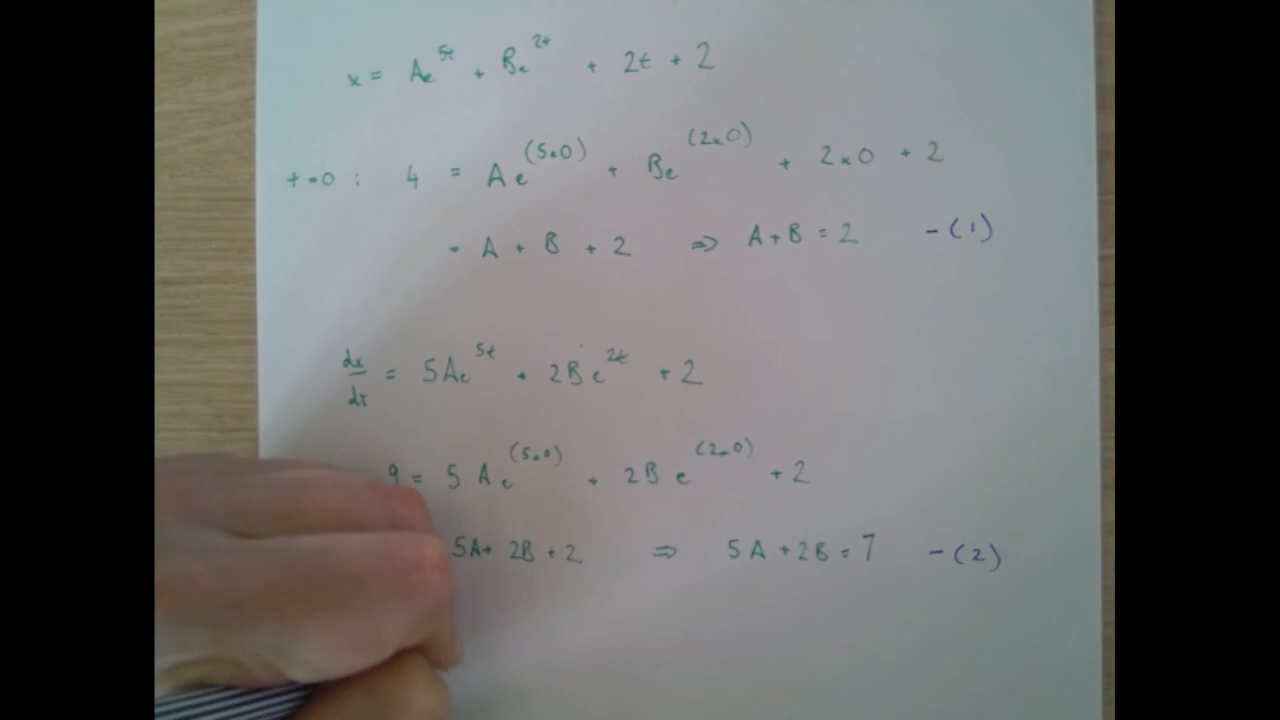 x = Ae^{5t} + Be^{2t} + 2t + 2
t=0 : 4 = Ae^{(5×0)} + Be^{(2×0)} + 2×0 + 2
= A + B + 2 ⇒ A+B = 2 -(1)
dx/dt = 5Ae^{5t} + 2Be^{2t} + 2
9 = 5Ae^{(5×0)} + 2Be^{(2×0)} + 2
5A+ 2B + 2 ⇒ 5A + 2B = 7 -(2)